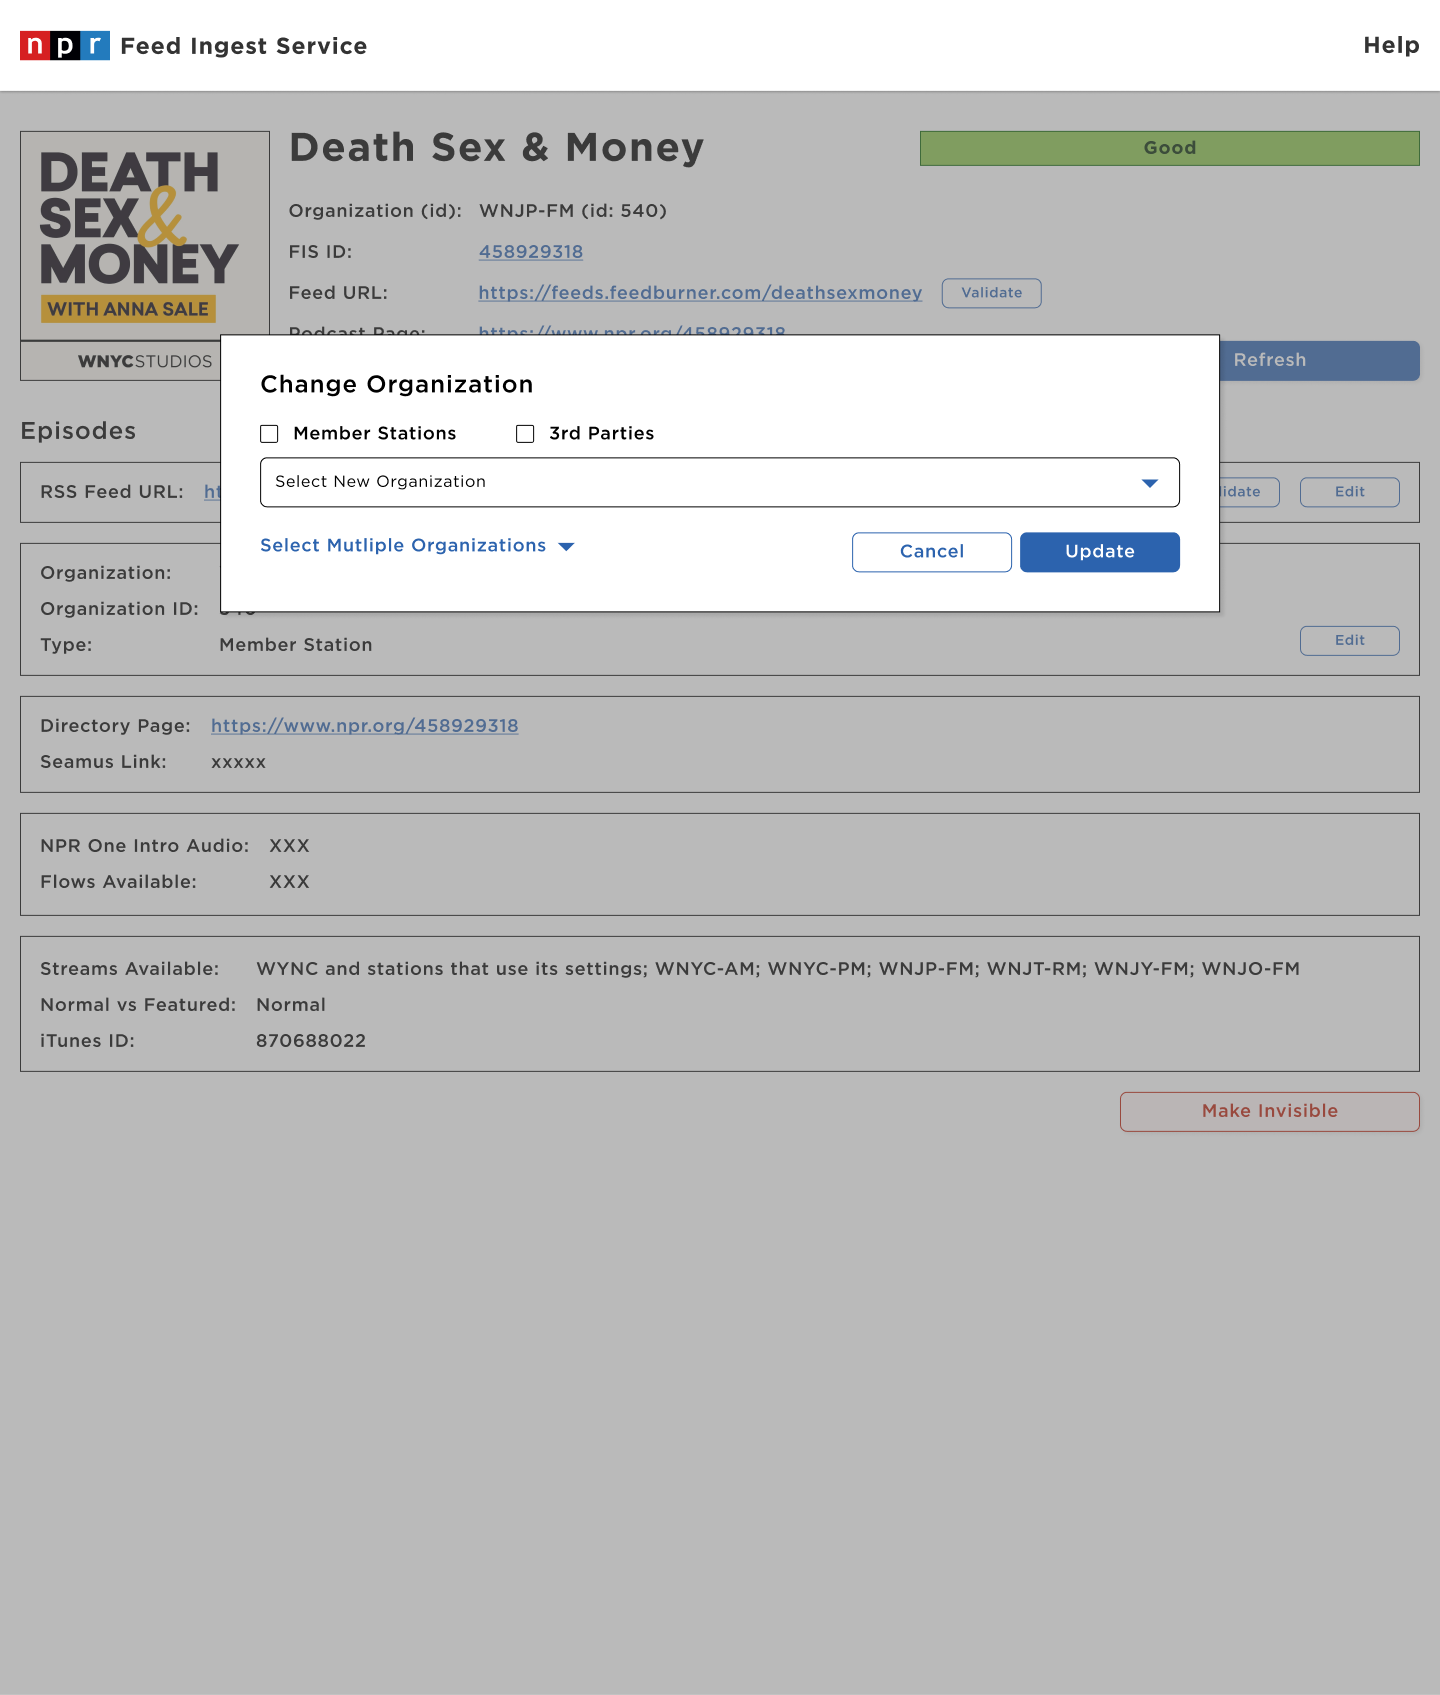 npr Feed Ingest Service
Help
DEATH
SEX &
MONEY
WITH ANNA SALE
WNYCSTUDIOS
Death Sex & Money
Good
Organization (id): WNJP-FM (id: 540)
FIS ID: 458929318
Feed URL: https://feeds.feedburner.com/deathsexmoney Validate
Podcast Page: https://www.npr.org/458929318
Refresh
Change Organization
Member Stations 3rd Parties
Select New Organization
Select Mutliple Organizations
Cancel Update
Episodes
RSS Feed URL: ht
lidate Edit
Organization:
Organization ID:
Type: Member Station
Edit
Directory Page: https://www.npr.org/458929318
Seamus Link: xxxxx
NPR One Intro Audio: XXX
Flows Available: XXX
Streams Available: WYNC and stations that use its settings; WNYC-AM; WNYC-PM; WNJP-FM; WNJT-RM; WNJY-FM; WNJO-FM
Normal vs Featured: Normal
iTunes ID: 870688022
Make Invisible